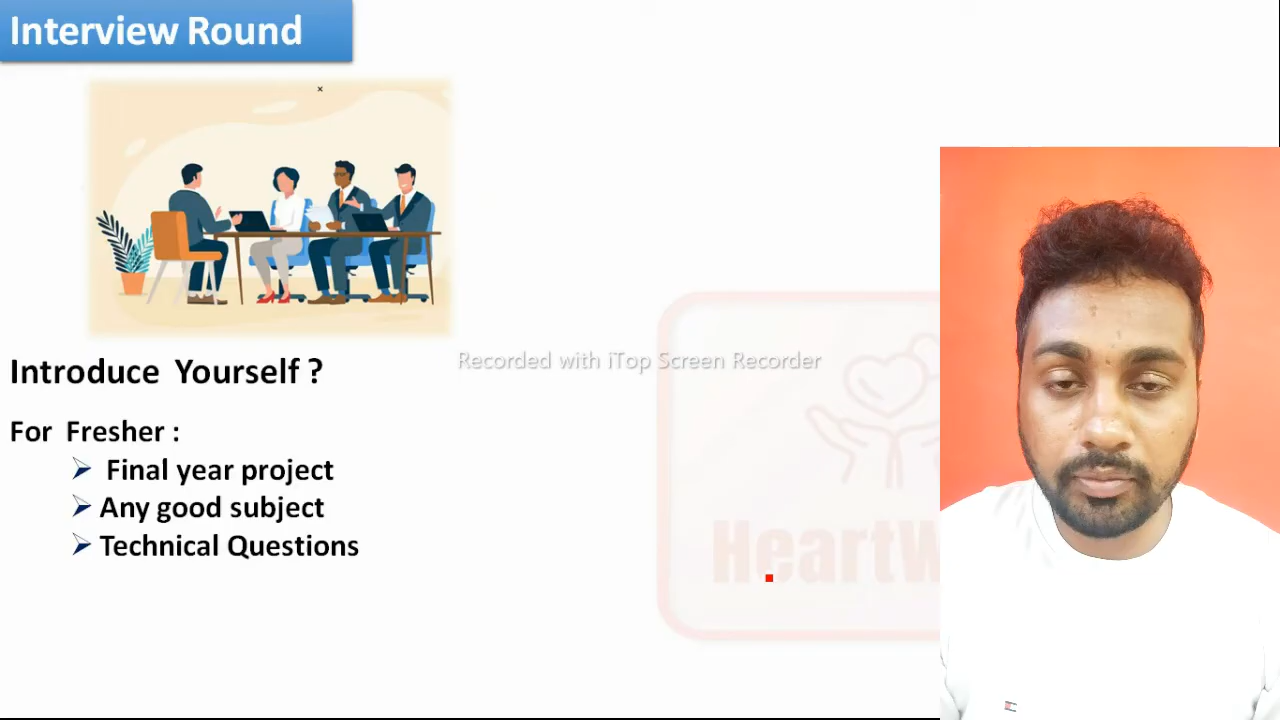 Interview Round
Introduce Yourself ?
Recorded with iTop Screen Recorder
For Fresher :
Final year project
Any good subject
Technical Questions